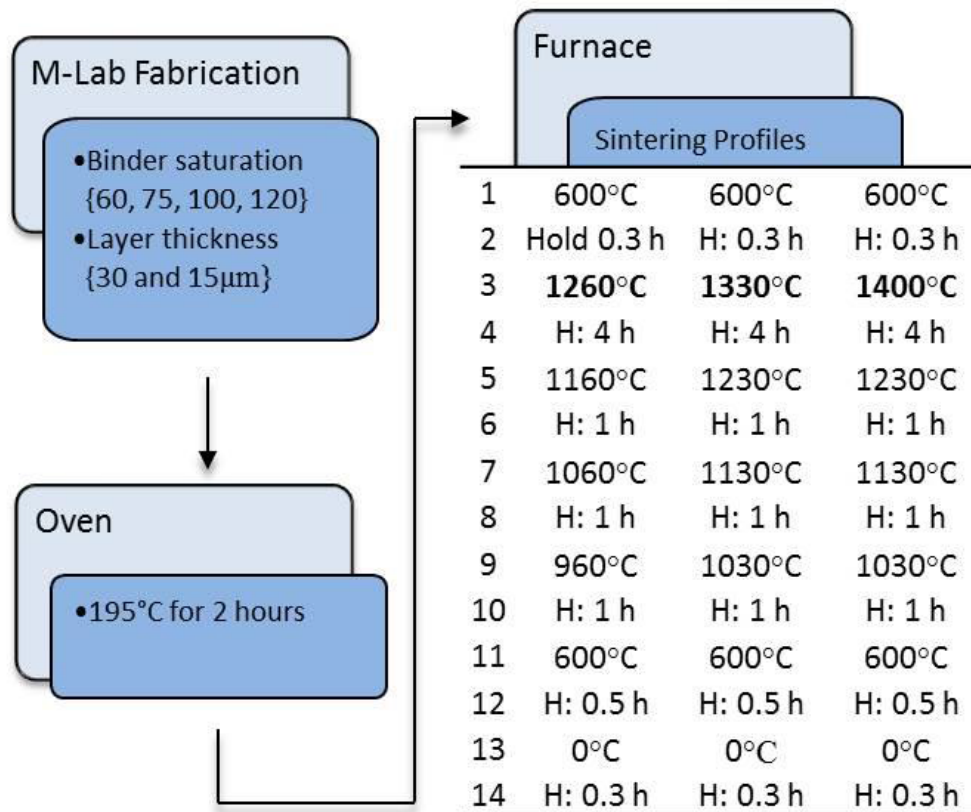 M-Lab Fabrication
•Binder saturation
{60, 75, 100, 120}
•Layer thickness
{30 and 15µm}
Oven
•195°C for 2 hours
Furnace
Sintering Profiles
1 600°C 600°C 600°C
2 Hold 0.3 h H: 0.3 h H: 0.3 h
3 1260°C 1330°C 1400°C
4 H: 4 h H: 4 h H: 4 h
5 1160°C 1230°C 1230°C
6 H: 1 h H: 1 h H: 1 h
7 1060°C 1130°C 1130°C
8 H: 1 h H: 1 h H: 1 h
9 960°C 1030°C 1030°C
10 H: 1 h H: 1 h H: 1 h
11 600°C 600°C 600°C
12 H: 0.5 h H: 0.5 h H: 0.5 h
13 0°C 0°C 0°C
14 H: 0.3 h H: 0.3 h H: 0.3 h